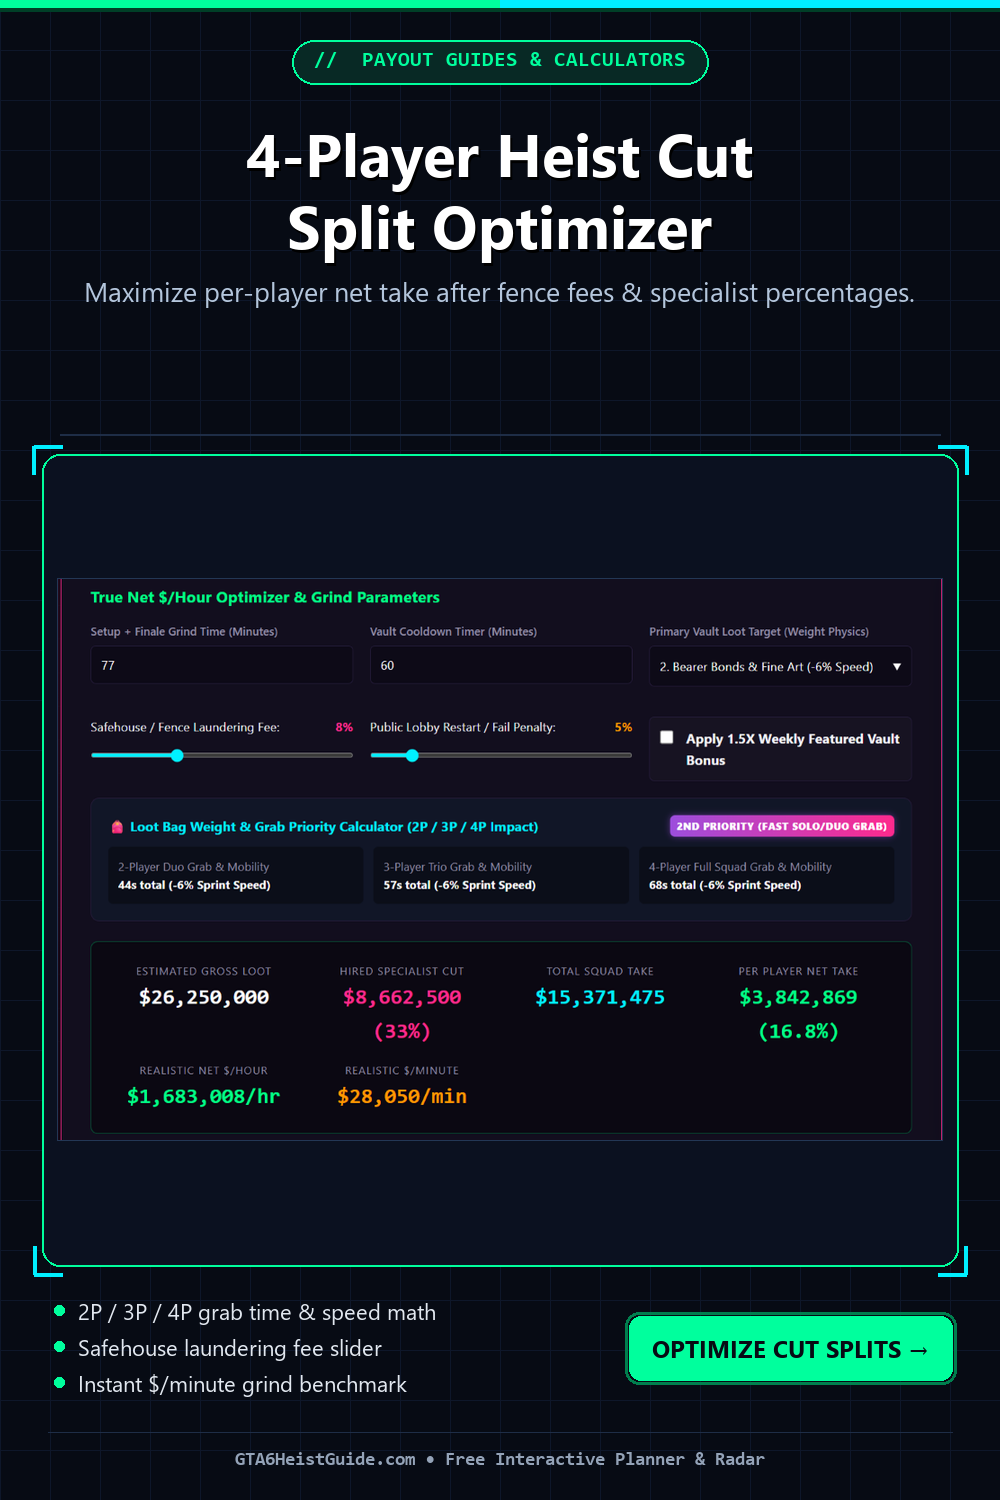 // PAYOUT GUIDES & CALCULATORS
4-Player Heist Cut
Split Optimizer
Maximize per-player net take after fence fees & specialist percentages.
True Net $/Hour Optimizer & Grind Parameters
Setup + Finale Grind Time (Minutes)
77
Vault Cooldown Timer (Minutes)
60
Primary Vault Loot Target (Weight Physics)
2. Bearer Bonds & Fine Art (-6% Speed)
Safehouse / Fence Laundering Fee: 8%
Public Lobby Restart / Fail Penalty: 5%
Apply 1.5X Weekly Featured Vault
Bonus
Loot Bag Weight & Grab Priority Calculator (2P / 3P / 4P Impact)
2ND PRIORITY (FAST SOLO/DUO GRAB)
2-Player Duo Grab & Mobility
44s total (-6% Sprint Speed)
3-Player Trio Grab & Mobility
57s total (-6% Sprint Speed)
4-Player Full Squad Grab & Mobility
68s total (-6% Sprint Speed)
ESTIMATED GROSS LOOT
$26,250,000
HIRED SPECIALIST CUT
$8,662,500
(33%)
TOTAL SQUAD TAKE
$15,371,475
PER PLAYER NET TAKE
$3,842,869
(16.8%)
REALISTIC NET $/HOUR
$1,683,008/hr
REALISTIC $/MINUTE
$28,050/min
2P / 3P / 4P grab time & speed math
Safehouse laundering fee slider
Instant $/minute grind benchmark
OPTIMIZE CUT SPLITS →
GTA6HeistGuide.com • Free Interactive Planner & Radar